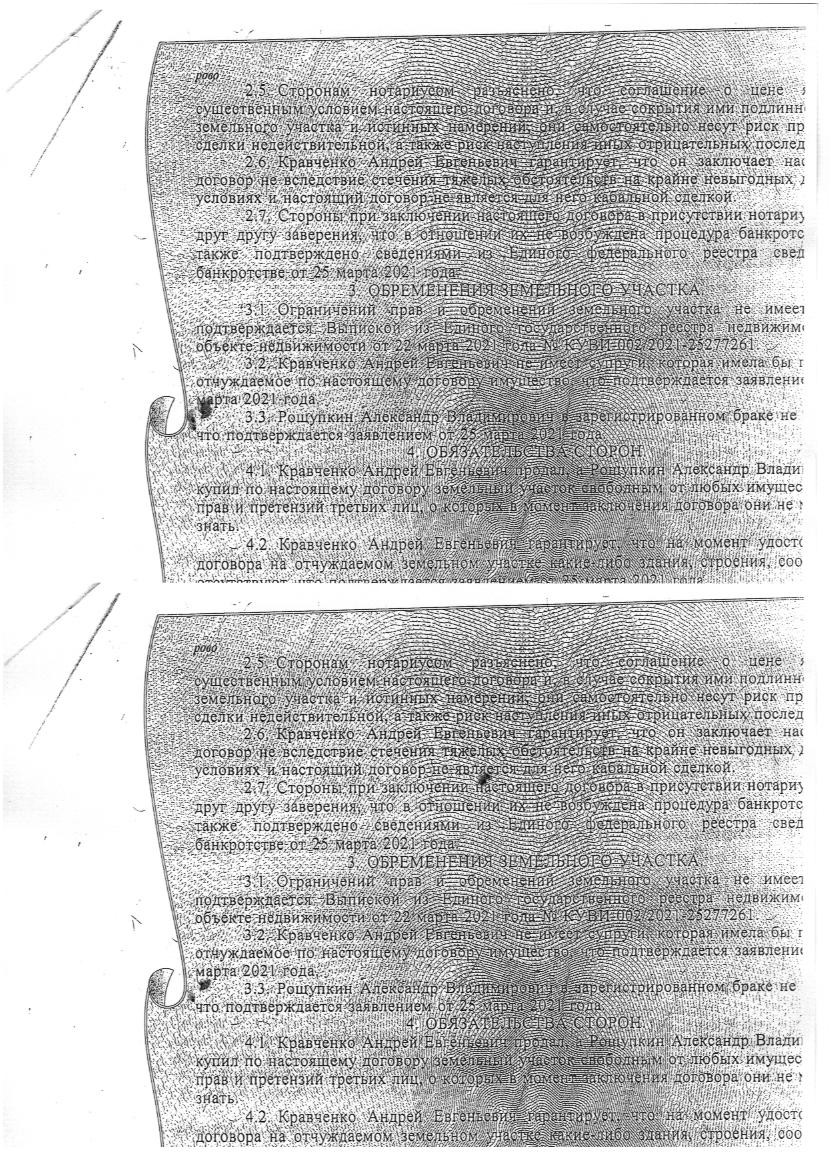 рово
2.5. Сторонам нотариусом разъяснено, что соглашение о цене я
существенным условием настоящего договора и, в случае сокрытия ими подлинн
земельного участка и истинных намерений, они самостоятельно несут риск пр
сделки недействительной, а также риск наступления иных отрицательных послед
2.6. Кравченко Андрей Евгеньевич гарантирует, что он заключает нас
договор не вследствие стечения тяжелых обстоятельств на крайне невыгодных д
условиях и настоящий договор не является для него кабальной сделкой.
2.7. Стороны при заключении настоящего договора в присутствии нотариу
друг другу заверения, что в отношении их не возбуждена процедура банкротс
также подтверждено сведениями из Единого федерального реестра свед
банкротстве от 25 марта 2021 года.
3. ОБРЕМЕНЕНИЯ ЗЕМЕЛЬНОГО УЧАСТКА
3.1. Ограничений прав и обременений земельного участка не имеет
подтверждается Выпиской из Единого государственного реестра недвижимо
объекте недвижимости от 22 марта 2021 года № КУВИ-002/2021-25277261.
3.2. Кравченко Андрей Евгеньевич не имеет супруги, которая имела бы п
отчуждаемое по настоящему договору имущество, что подтверждается заявление
марта 2021 года.
3.3. Рощупкин Александр Владимирович в зарегистрированном браке не
что подтверждается заявлением от 25 марта 2021 года.
4. ОБЯЗАТЕЛЬСТВА СТОРОН
4.1. Кравченко Андрей Евгеньевич продал, а Рощупкин Александр Влади
купил по настоящему договору земельный участок свободным от любых имущес
прав и претензий третьих лиц, о которых в момент заключения договора они не м
знать.
4.2. Кравченко Андрей Евгеньевич гарантирует, что на момент удосто
договора на отчуждаемом земельном участке какие-либо здания, строения, соо
отсутствуют, что подтверждается заявлением от 25 марта 2021 года.
рово
2.5. Сторонам нотариусом разъяснено, что соглашение о цене я
существенным условием настоящего договора и, в случае сокрытия ими подлинн
земельного участка и истинных намерений, они самостоятельно несут риск пр
сделки недействительной, а также риск наступления иных отрицательных послед
2.6. Кравченко Андрей Евгеньевич гарантирует, что он заключает нас
договор не вследствие стечения тяжелых обстоятельств на крайне невыгодных д
условиях и настоящий договор не является для него кабальной сделкой.
2.7. Стороны при заключении настоящего договора в присутствии нотариу
друг другу заверения, что в отношении их не возбуждена процедура банкротс
также подтверждено сведениями из Единого федерального реестра свед
банкротстве от 25 марта 2021 года.
3. ОБРЕМЕНЕНИЯ ЗЕМЕЛЬНОГО УЧАСТКА
3.1. Ограничений прав и обременений земельного участка не имеет
подтверждается Выпиской из Единого государственного реестра недвижимо
объекте недвижимости от 22 марта 2021 года № КУВИ-002/2021-25277261.
3.2. Кравченко Андрей Евгеньевич не имеет супруги, которая имела бы п
отчуждаемое по настоящему договору имущество, что подтверждается заявление
марта 2021 года.
3.3. Рощупкин Александр Владимирович в зарегистрированном браке не
что подтверждается заявлением от 25 марта 2021 года.
4. ОБЯЗАТЕЛЬСТВА СТОРОН
4.1. Кравченко Андрей Евгеньевич продал, а Рощупкин Александр Влади
купил по настоящему договору земельный участок свободным от любых имущес
прав и претензий третьих лиц, о которых в момент заключения договора они не м
знать.
4.2. Кравченко Андрей Евгеньевич гарантирует, что на момент удосто
договора на отчуждаемом земельном участке какие-либо здания, строения, соо